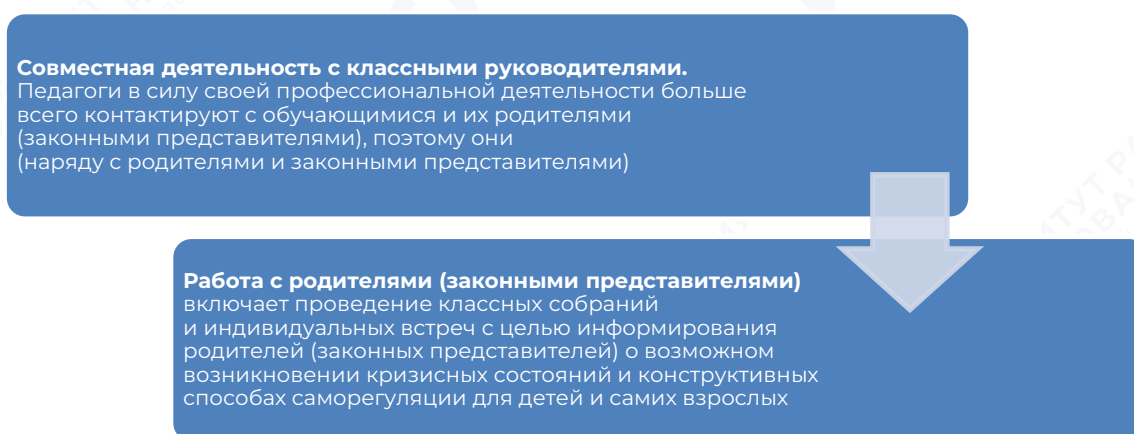 Совместная деятельность с классными руководителями.
Педагоги в силу своей профессиональной деятельности больше
всего контактируют с обучающимися и их родителями
(законными представителями), поэтому они
(наряду с родителями и законными представителями)
Работа с родителями (законными представителями)
включает проведение классных собраний
и индивидуальных встреч с целью информирования
родителей (законных представителей) о возможном
возникновении кризисных состояний и конструктивных
способах саморегуляции для детей и самих взрослых